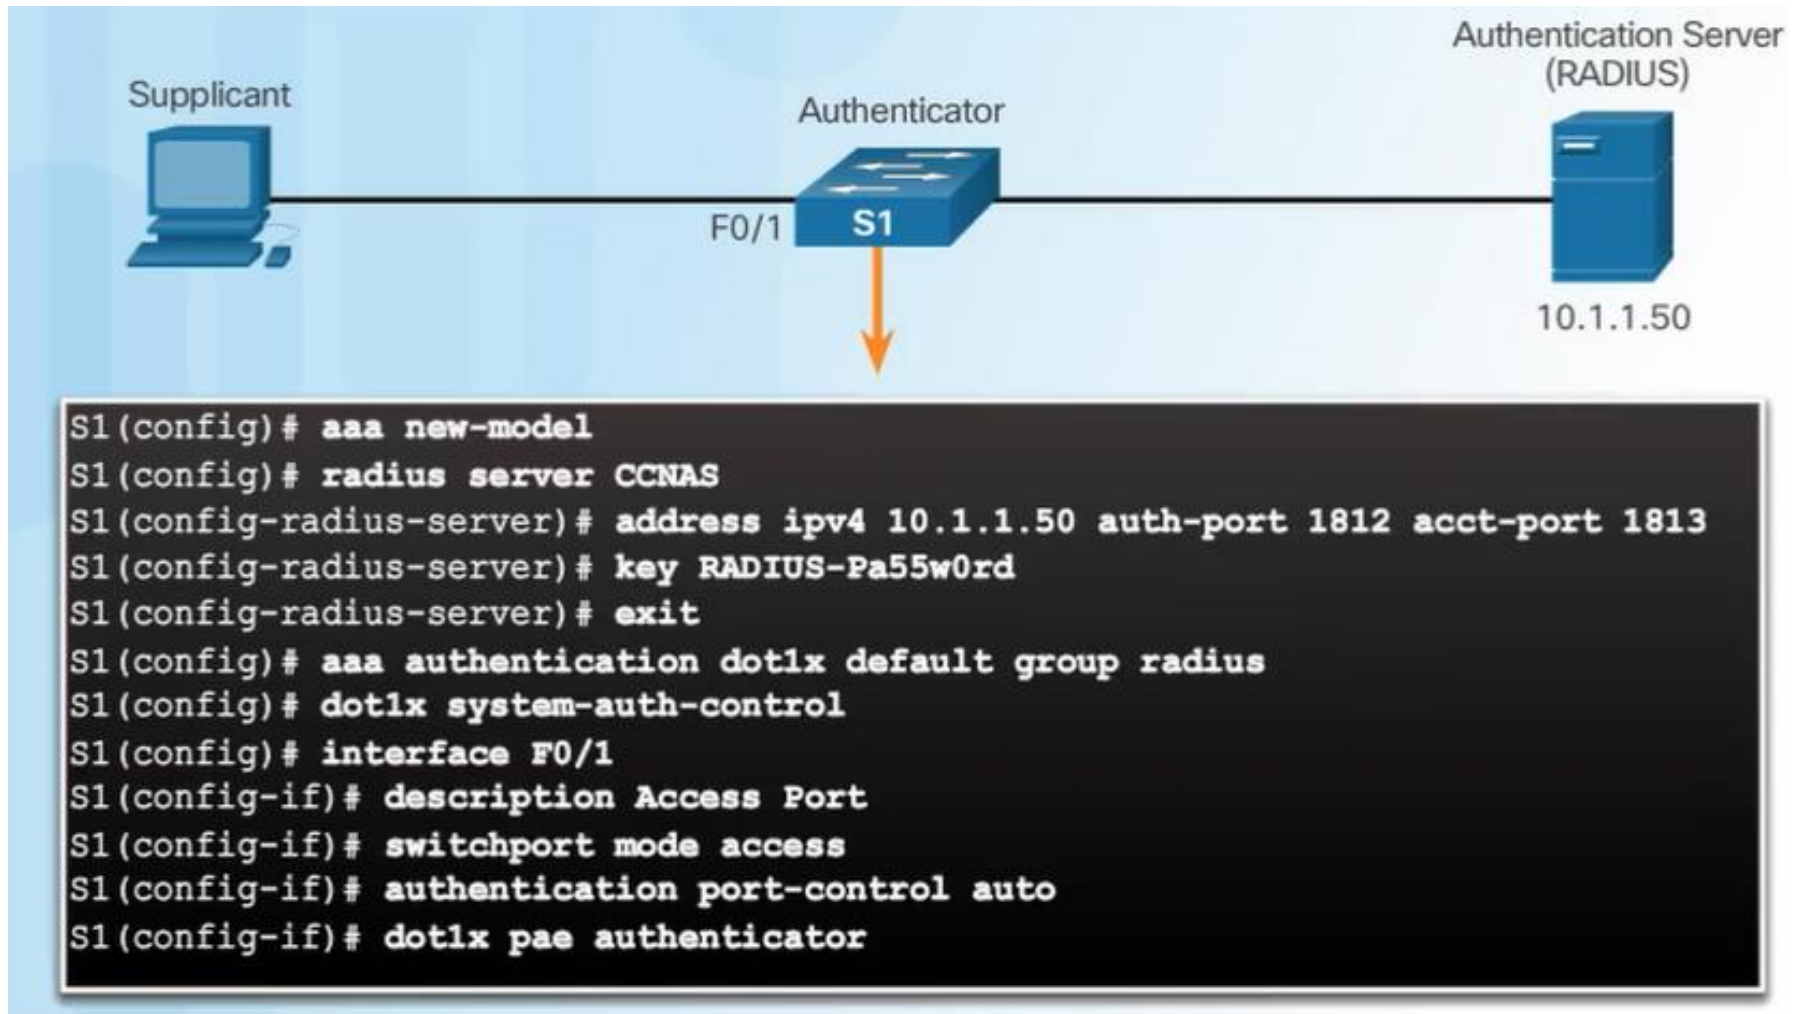 Authentication Server
(RADIUS)
Supplicant
Authenticator
F0/1
S1
10.1.1.50
S1(config)# aaa new-model
S1(config)# radius server CCNAS
S1(config-radius-server)# address ipv4 10.1.1.50 auth-port 1812 acct-port 1813
S1(config-radius-server)# key RADIUS-Pa55w0rd
S1(config-radius-server)# exit
S1(config)# aaa authentication dot1x default group radius
S1(config)# dot1x system-auth-control
S1(config)# interface F0/1
S1(config-if)# description Access Port
S1(config-if)# switchport mode access
S1(config-if)# authentication port-control auto
S1(config-if)# dot1x pae authenticator